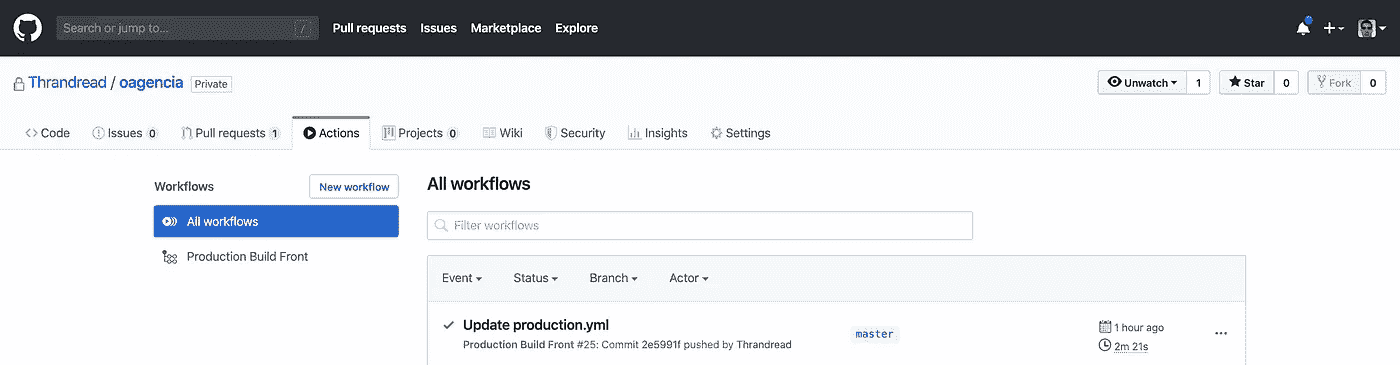 Search or jump to... / Pull requests Issues Marketplace Explore
Thrandread / oagencia Private Unwatch 1 Star 0 Fork 0
Code Issues 0 Pull requests 1 Actions Projects 0 Wiki Security Insights Settings
Workflows New workflow All workflows
All workflows Filter workflows
Production Build Front
Event Status Branch Actor
Update production.yml master 1 hour ago
Production Build Front #25: Commit 2e5991f pushed by Thrandread 2m 21s